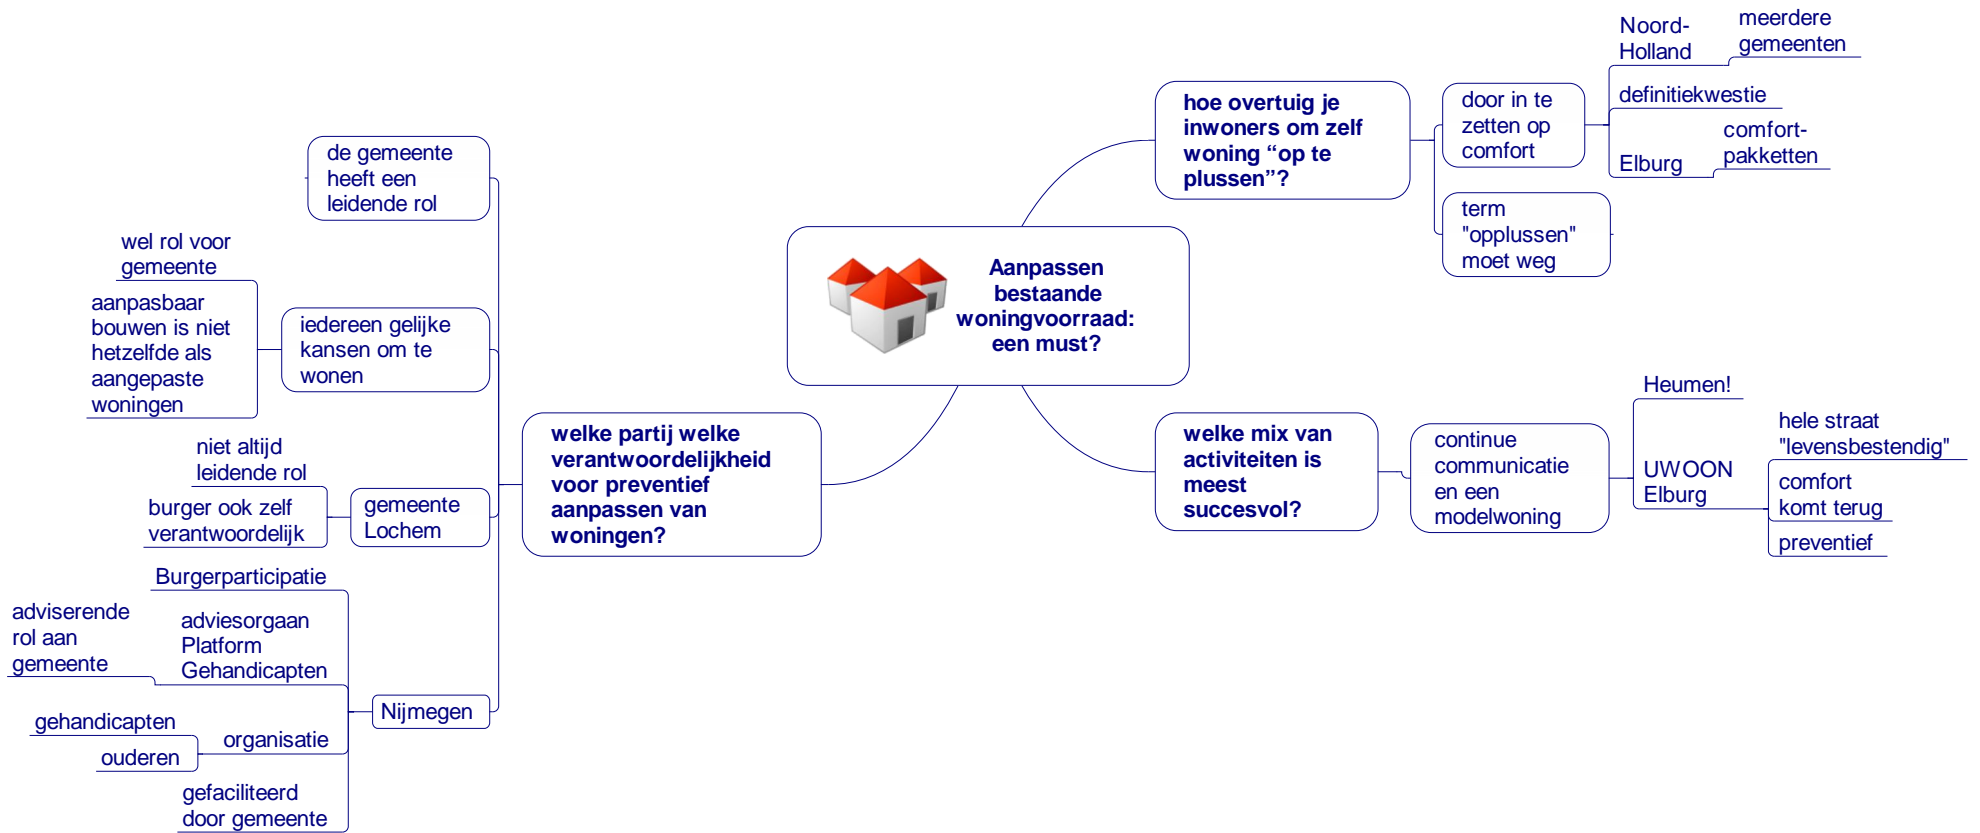 Aanpassen
bestaande
woningvoorraad:
een must?
hoe overtuig je
inwoners om zelf
woning “op te
plussen”?
door in te
zetten op
comfort
Noord-
Holland
meerdere
gemeenten
definitiekwestie
Elburg
comfort-
pakketten
term
"opplussen"
moet weg
welke mix van
activiteiten is
meest
succesvol?
continue
communicatie
en een
modelwoning
Heumen!
UWOON
Elburg
hele straat
"levensbestendig"
comfort
komt terug
preventief
welke partij welke
verantwoordelijkheid
voor preventief
aanpassen van
woningen?
de gemeente
heeft een
leidende rol
iedereen gelijke
kansen om te
wonen
wel rol voor
gemeente
aanpasbaar
bouwen is niet
hetzelfde als
aangepaste
woningen
gemeente
Lochem
niet altijd
leidende rol
burger ook zelf
verantwoordelijk
Nijmegen
Burgerparticipatie
adviesorgaan
Platform
Gehandicapten
adviserende
rol aan
gemeente
organisatie
gehandicapten
ouderen
gefaciliteerd
door gemeente